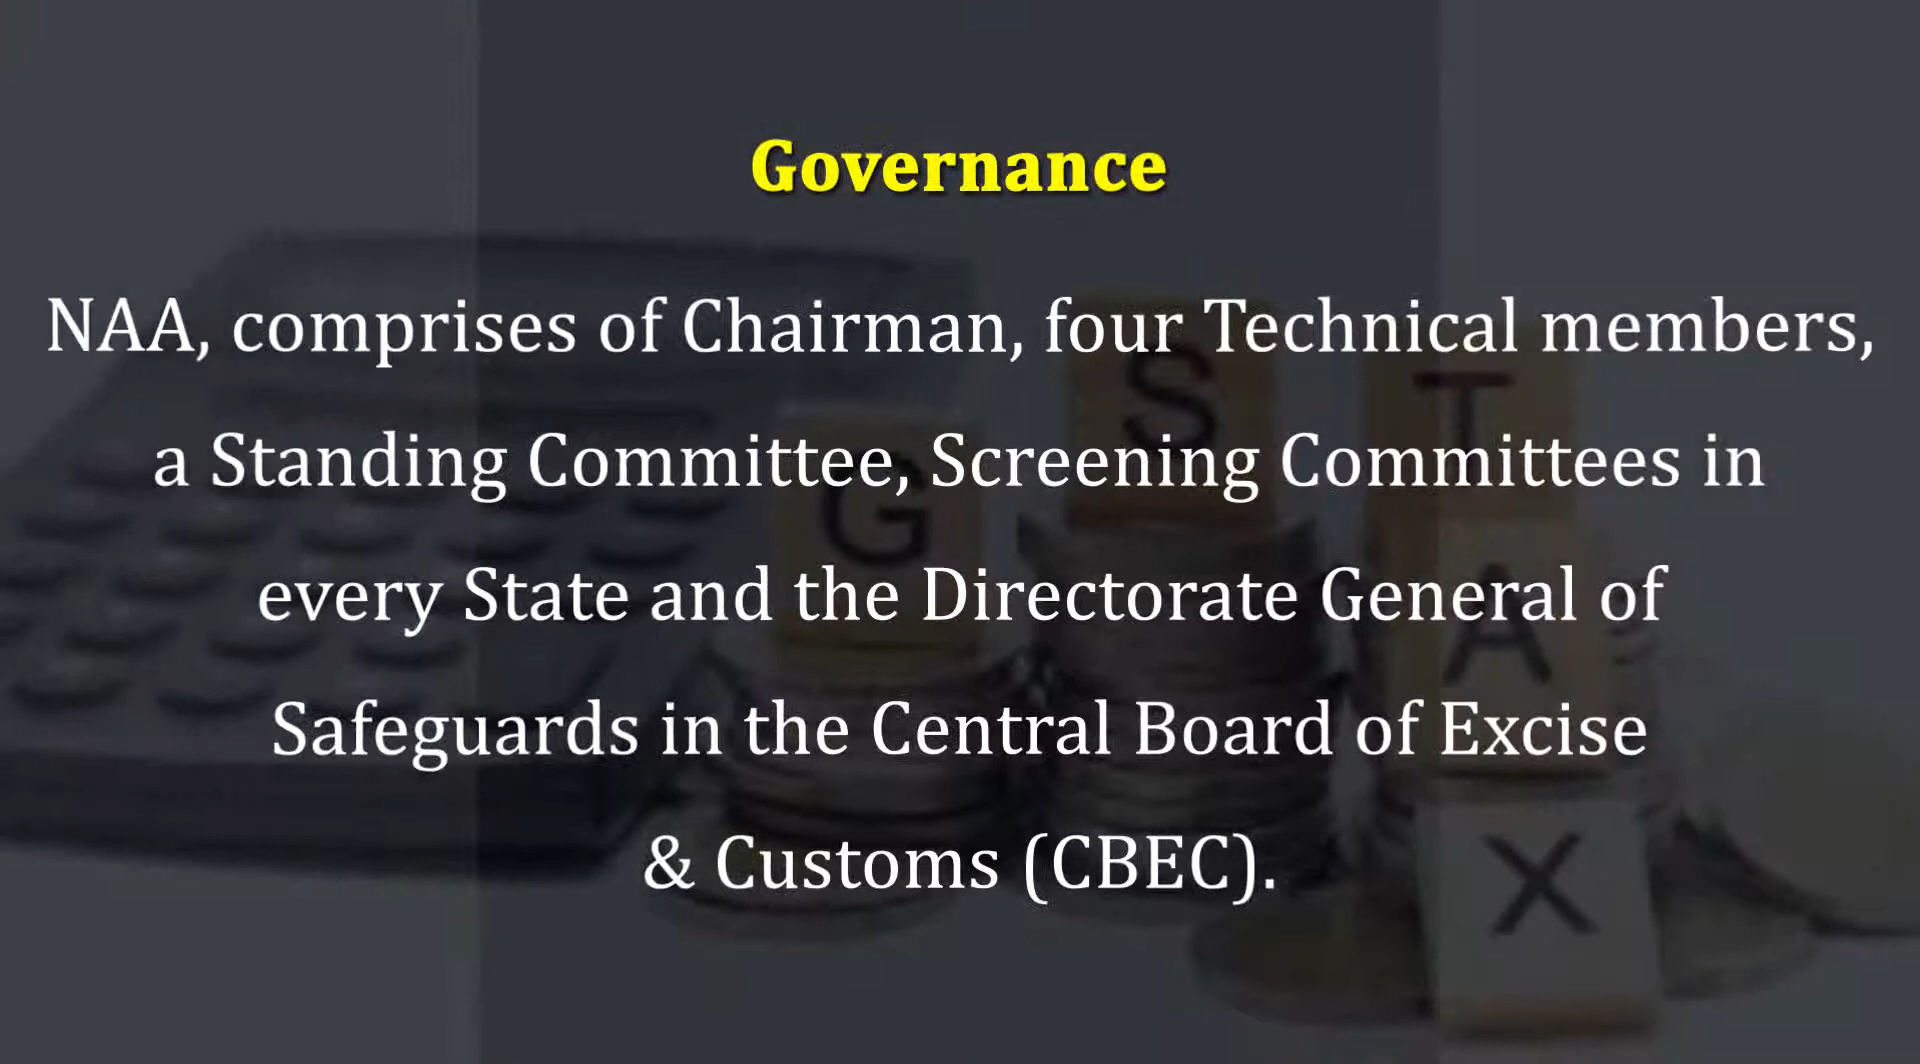 Governance
NAA, comprises of Chairman, four Technical members,
a Standing Committee, Screening Committees in
every State and the Directorate General of
Safeguards in the Central Board of Excise
& Customs (CBEC).
G
S
T
A
X